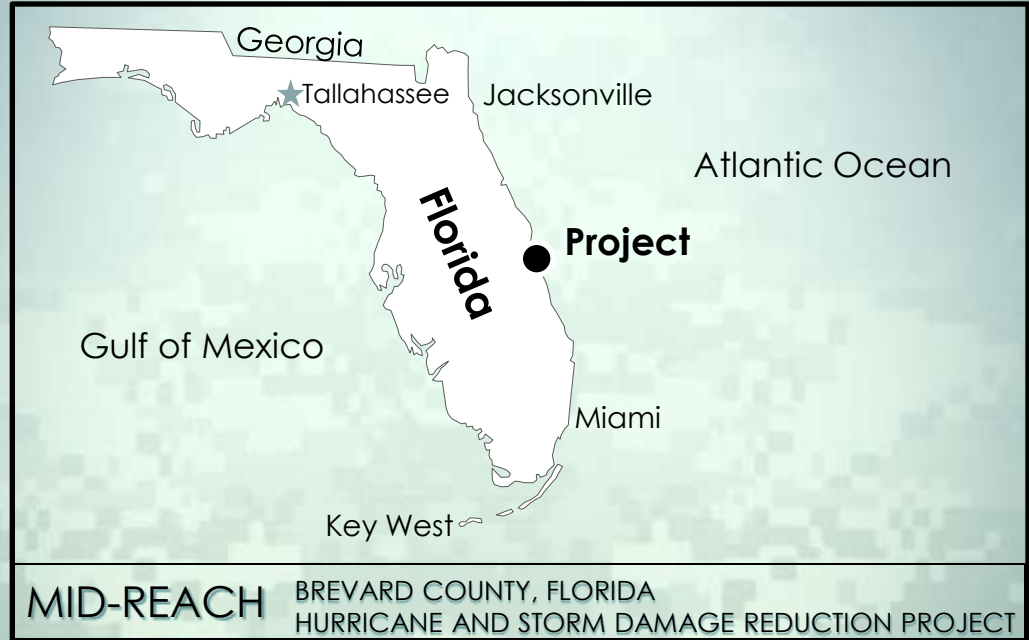 Georgia
Tallahassee
Jacksonville
Atlantic Ocean
Florida
Project
Gulf of Mexico
Miami
Key West
MID-REACH
BREVARD COUNTY, FLORIDA
HURRICANE AND STORM DAMAGE REDUCTION PROJECT